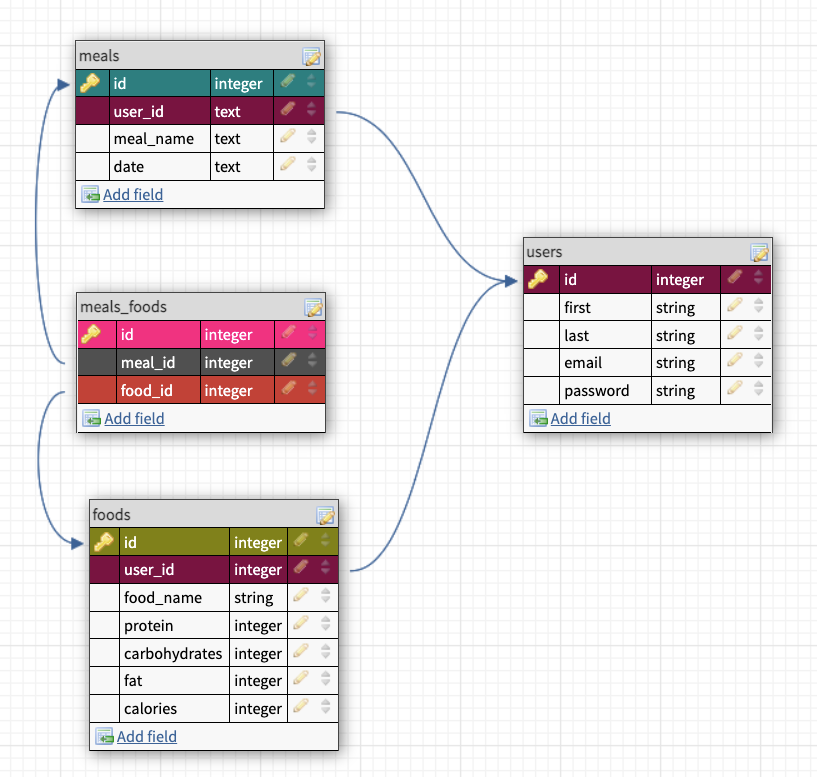 meals
id integer
user_id text
meal_name text
date text
Add field
users
id integer
first string
last string
email string
password string
Add field
meals_foods
id integer
meal_id integer
food_id integer
Add field
foods
id integer
user_id integer
food_name string
protein integer
carbohydrates integer
fat integer
calories integer
Add field